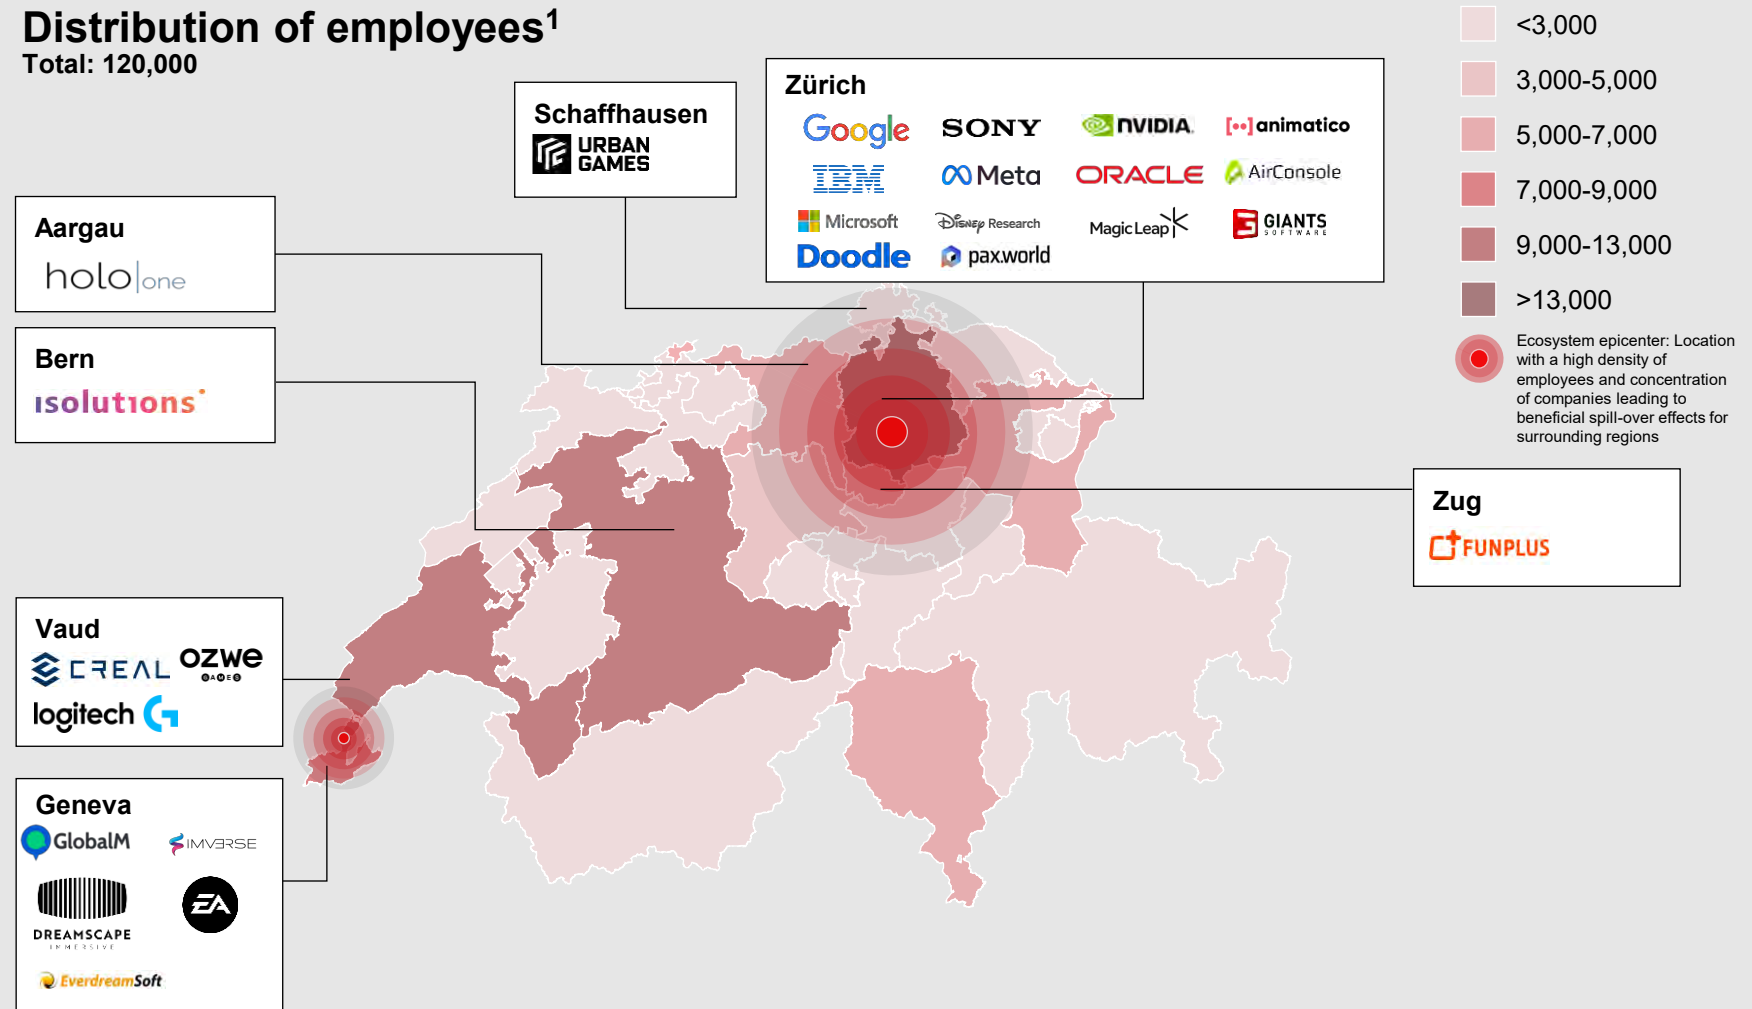 Distribution of employees¹
Total: 120,000
<3,000
3,000-5,000
5,000-7,000
7,000-9,000
9,000-13,000
>13,000
Ecosystem epicenter: Location
with a high density of
employees and concentration
of companies leading to
beneficial spill-over effects for
surrounding regions
Schaffhausen
URBAN
GAMES
Zürich
Google SONY NVIDIA. [••] animatico
IBM Meta ORACLE AirConsole
Microsoft Disney Research Magic Leap GIANTS
SOFTWARE
Doodle pax.world
Aargau
holo|one
Bern
isolutions
Zug
FUNPLUS
Vaud
CREAL OZWE
GAMES
logitech
Geneva
GlobalM IMVERSE
DREAMSCAPE
IMMERSIVE
EA
EverdreamSoft